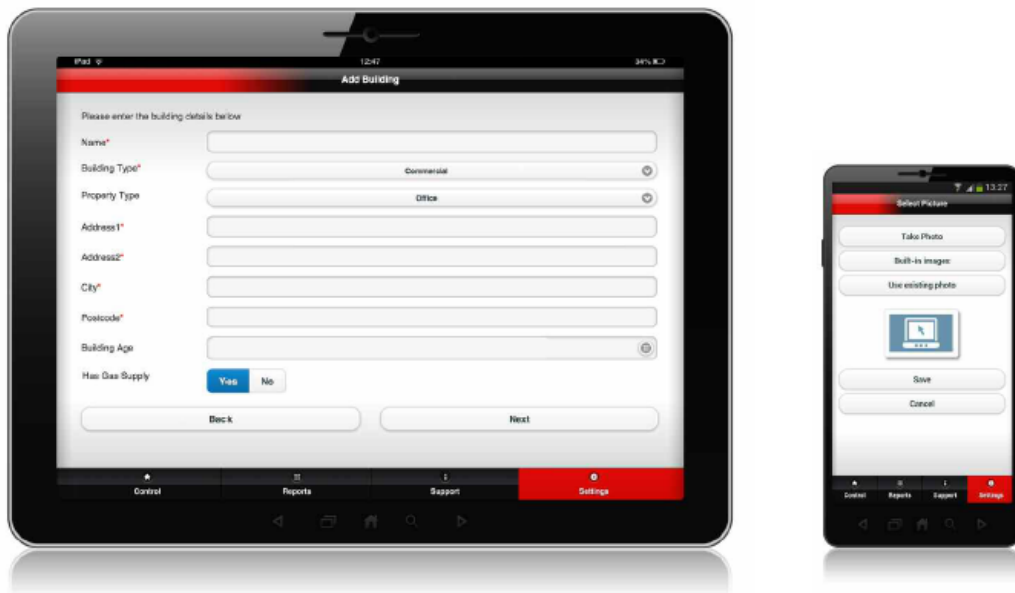 iPad 12:47 34%
Add Building
Please enter the building details below
Name*
Building Type* Commercial
Property Type Office
Address1*
Address2*
City*
Postcode*
Building Age
Has Gas Supply Yes No
Back Next
Control Reports Support Settings
13:27
Select Picture
Take Photo
Built-in images
Use existing photo
Save
Cancel
Control Reports Support Settings